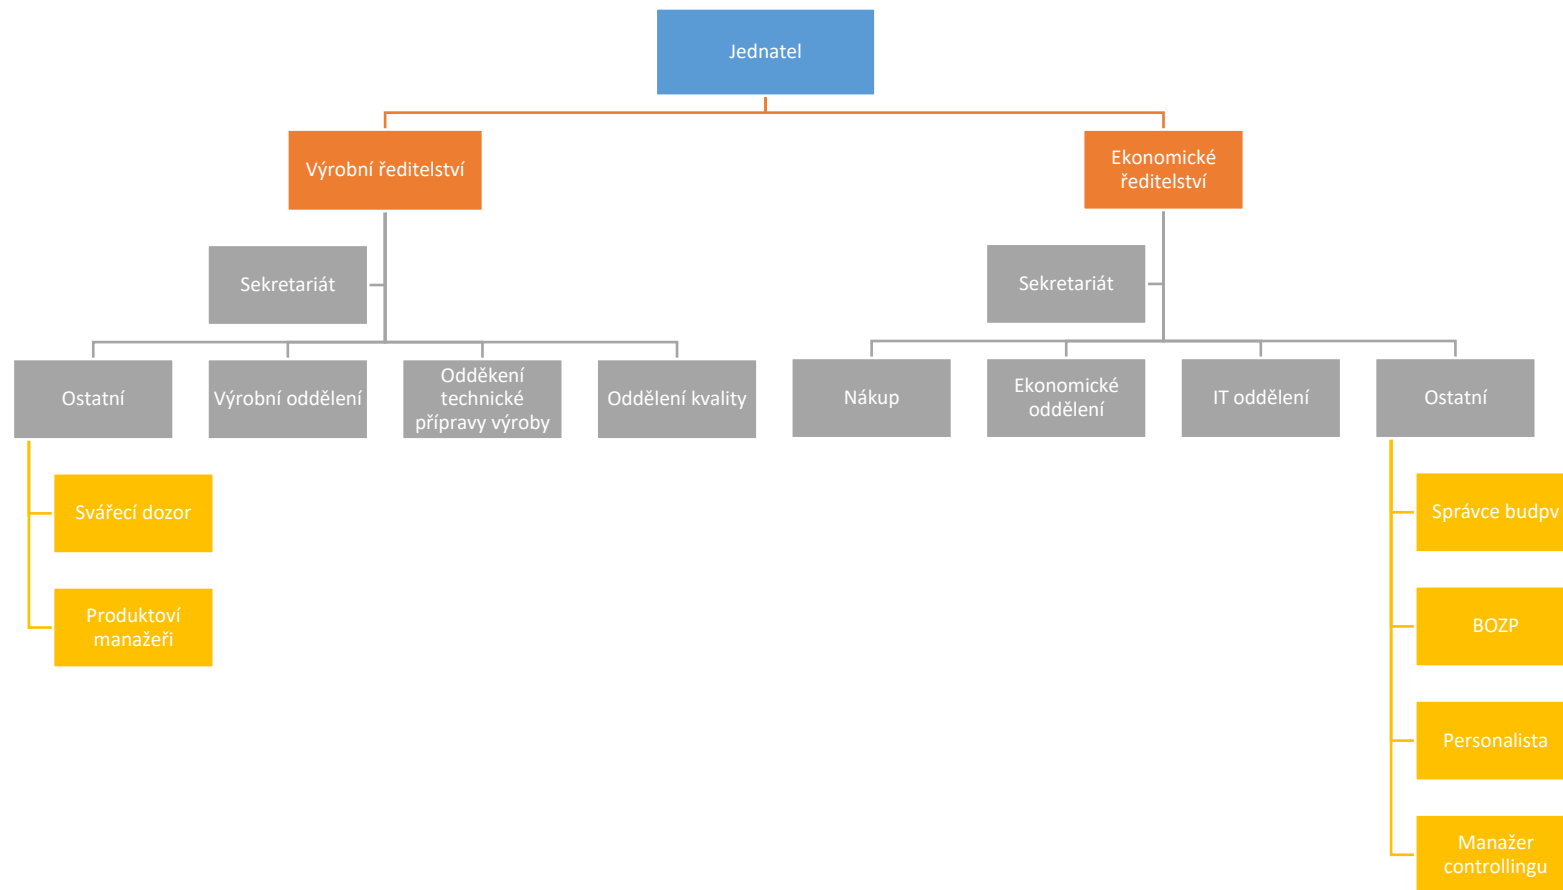 Jednatel
Výrobní ředitelství
Ekonomické
ředitelství
Sekretariát
Sekretariát
Ostatní
Výrobní oddělení
Odděkení
technické
přípravy výroby
Oddělení kvality
Nákup
Ekonomické
oddělení
IT oddělení
Ostatní
Svářecí dozor
Produktoví
manažeři
Správce budpv
BOZP
Personalista
Manažer
controllingu